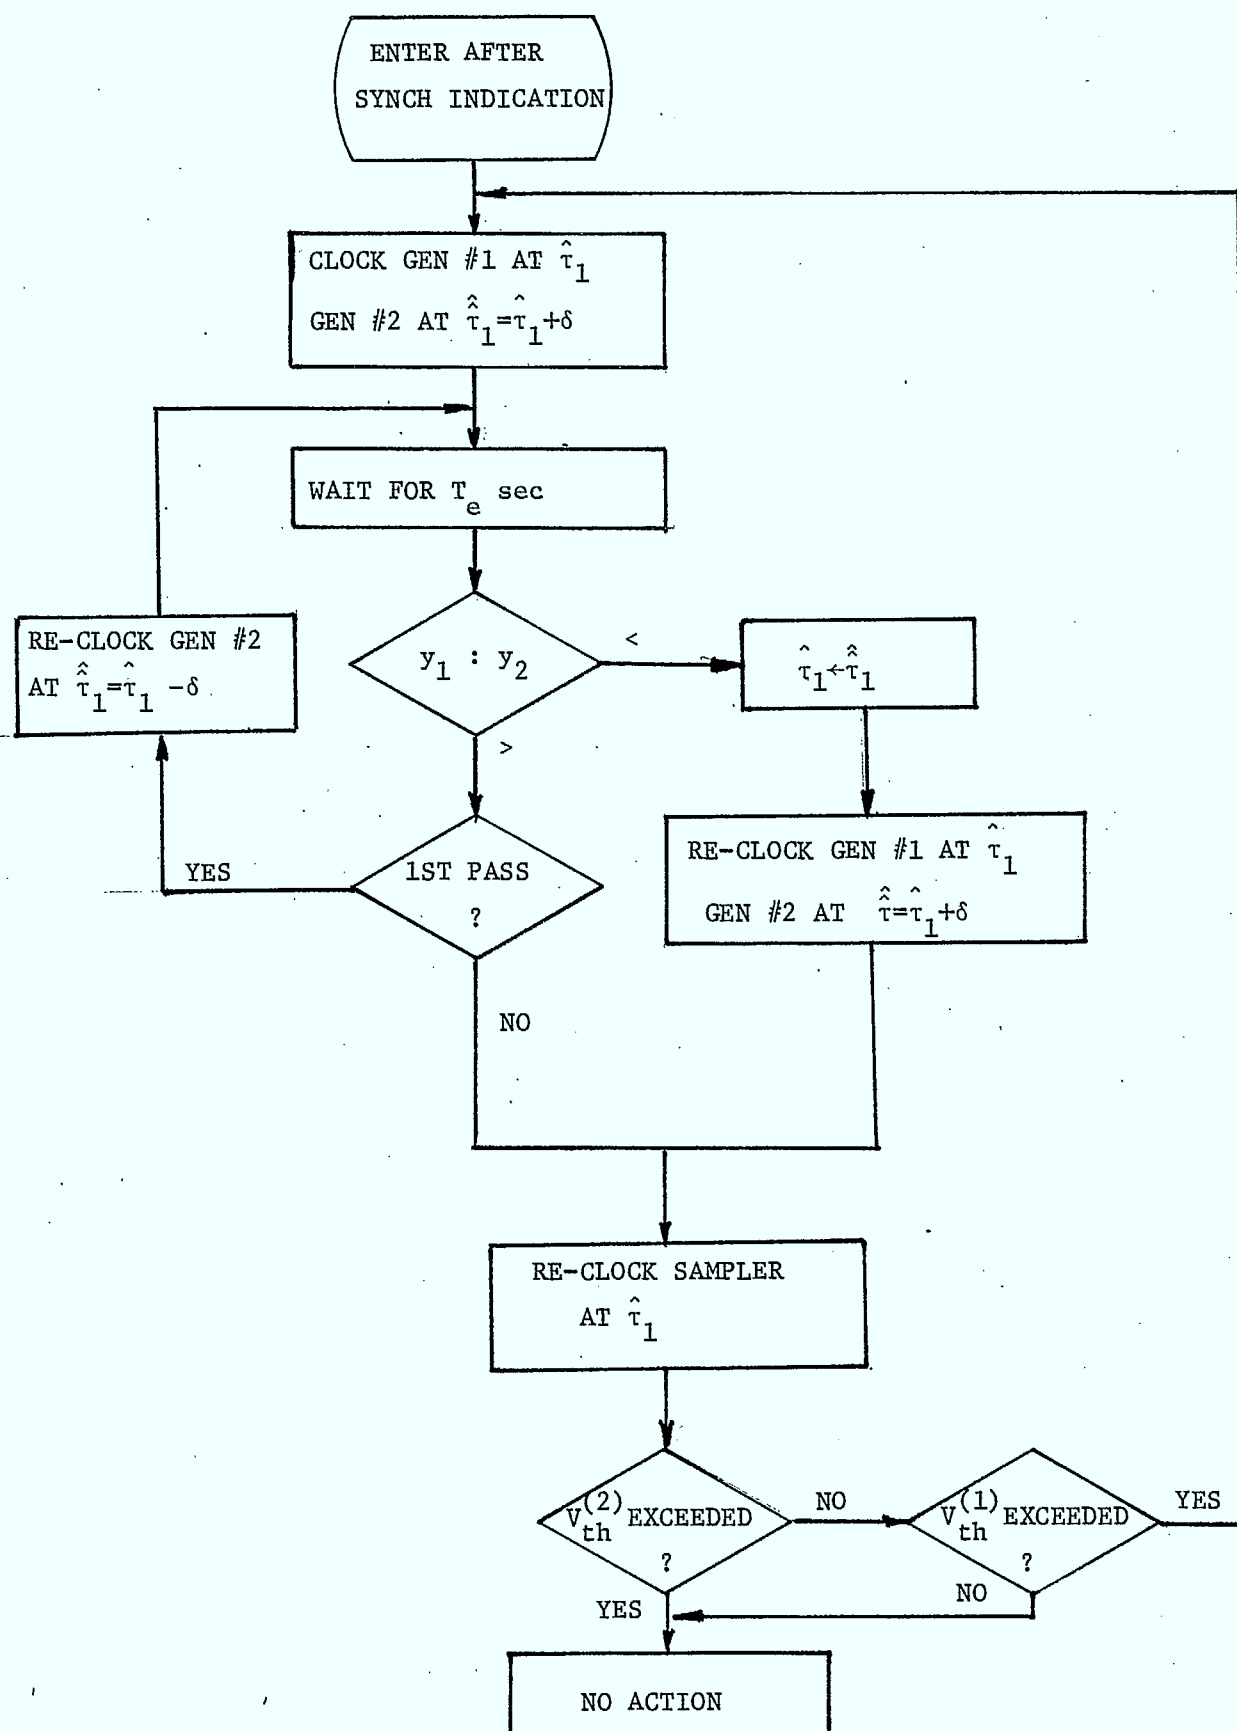 ENTER AFTER
SYNCH INDICATION
CLOCK GEN #1 AT τ̂₁
GEN #2 AT τ̂̂₁=τ̂₁+δ
WAIT FOR Tₑ sec
RE-CLOCK GEN #2
AT τ̂̂₁=τ̂₁ -δ
y₁ : y₂
<
τ̂₁←τ̂̂₁
>
1ST PASS
?
YES
RE-CLOCK GEN #1 AT τ̂₁
GEN #2 AT τ̂̂=τ̂₁+δ
NO
RE-CLOCK SAMPLER
AT τ̂₁
V_th^(2) EXCEEDED
?
NO
V_th^(1) EXCEEDED
?
YES
YES
NO
NO ACTION